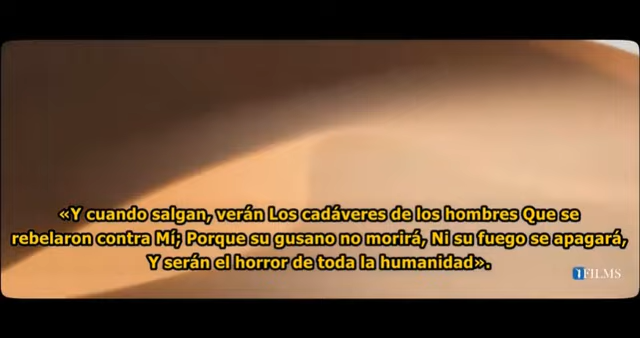 «Y cuando salgan, verán Los cadáveres de los hombres Que se
rebelaron contra Mí; Porque su gusano no morirá, Ni su fuego se apagará,
Y serán el horror de toda la humanidad».
1FILMS